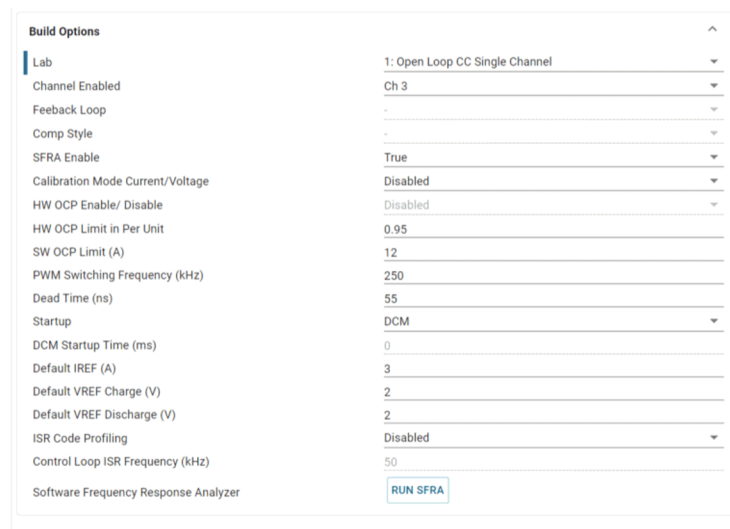 Build Options
Lab 1: Open Loop CC Single Channel
Channel Enabled Ch 3
Feeback Loop -
Comp Style -
SFRA Enable True
Calibration Mode Current/Voltage Disabled
HW OCP Enable/ Disable Disabled
HW OCP Limit in Per Unit 0.95
SW OCP Limit (A) 12
PWM Switching Frequency (kHz) 250
Dead Time (ns) 55
Startup DCM
DCM Startup Time (ms) 0
Default IREF (A) 3
Default VREF Charge (V) 2
Default VREF Discharge (V) 2
ISR Code Profiling Disabled
Control Loop ISR Frequency (kHz) 50
Software Frequency Response Analyzer RUN SFRA